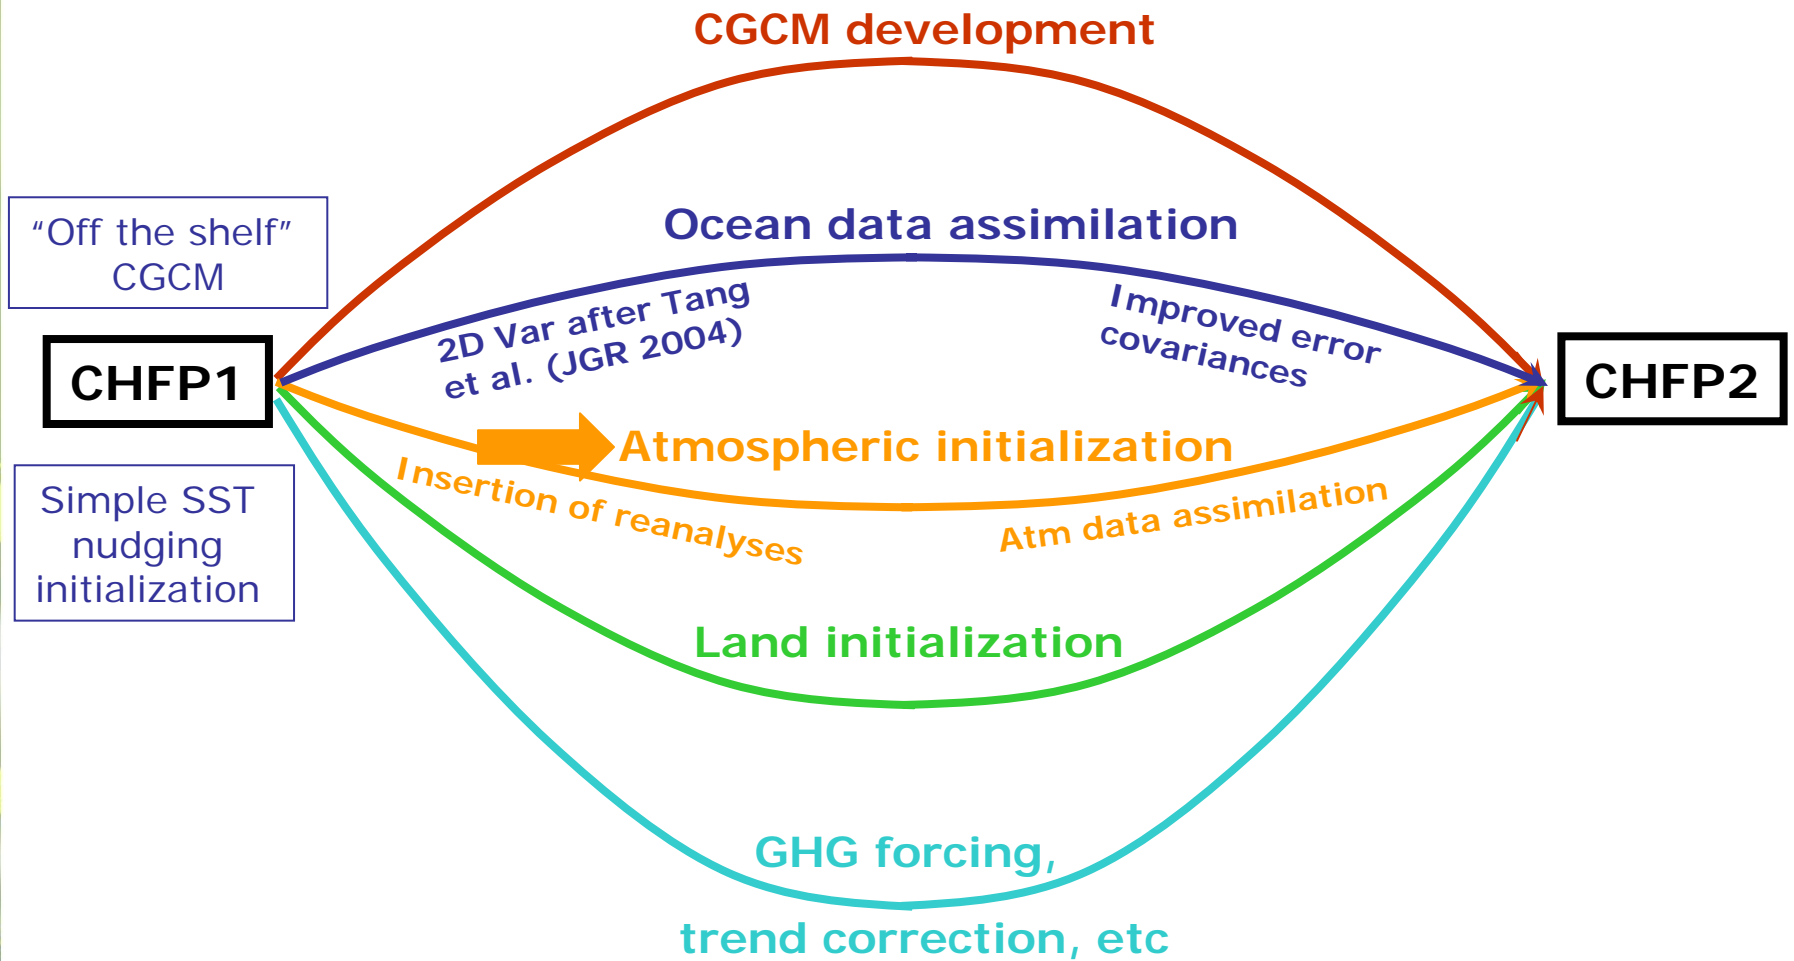 CGCM development
“Off the shelf”
CGCM
Ocean data assimilation
2D Var after Tang
et al. (JGR 2004)
Improved error
covariances
CHFP1
CHFP2
Atmospheric initialization
Insertion of reanalyses
Atm data assimilation
Simple SST
nudging
initialization
Land initialization
GHG forcing,
trend correction, etc